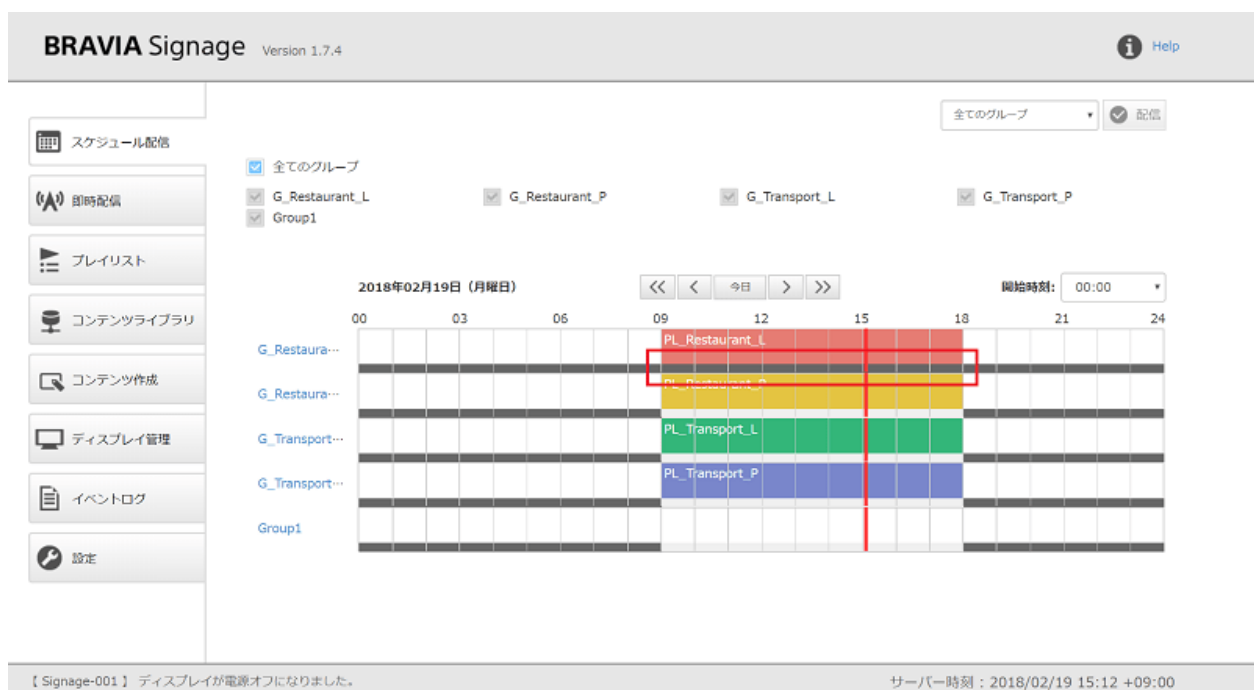 BRAVIA Signage Version 1.7.4
Help
全てのグループ
配信
スケジュール配信
即時配信
プレイリスト
コンテンツライブラリ
コンテンツ作成
ディスプレイ管理
イベントログ
設定
全てのグループ
G_Restaurant_L G_Restaurant_P G_Transport_L G_Transport_P
Group1
2018年02月19日（月曜日） << < 今日 > >> 開始時刻: 00:00
00 03 06 09 12 15 18 21 24
G_Restaura… PL_Restaurant_L
G_Restaura… PL_Restaurant_P
G_Transport… PL_Transport_L
G_Transport… PL_Transport_P
Group1
【 Signage-001 】 ディスプレイが電源オフになりました。
サーバー時刻 : 2018/02/19 15:12 +09:00